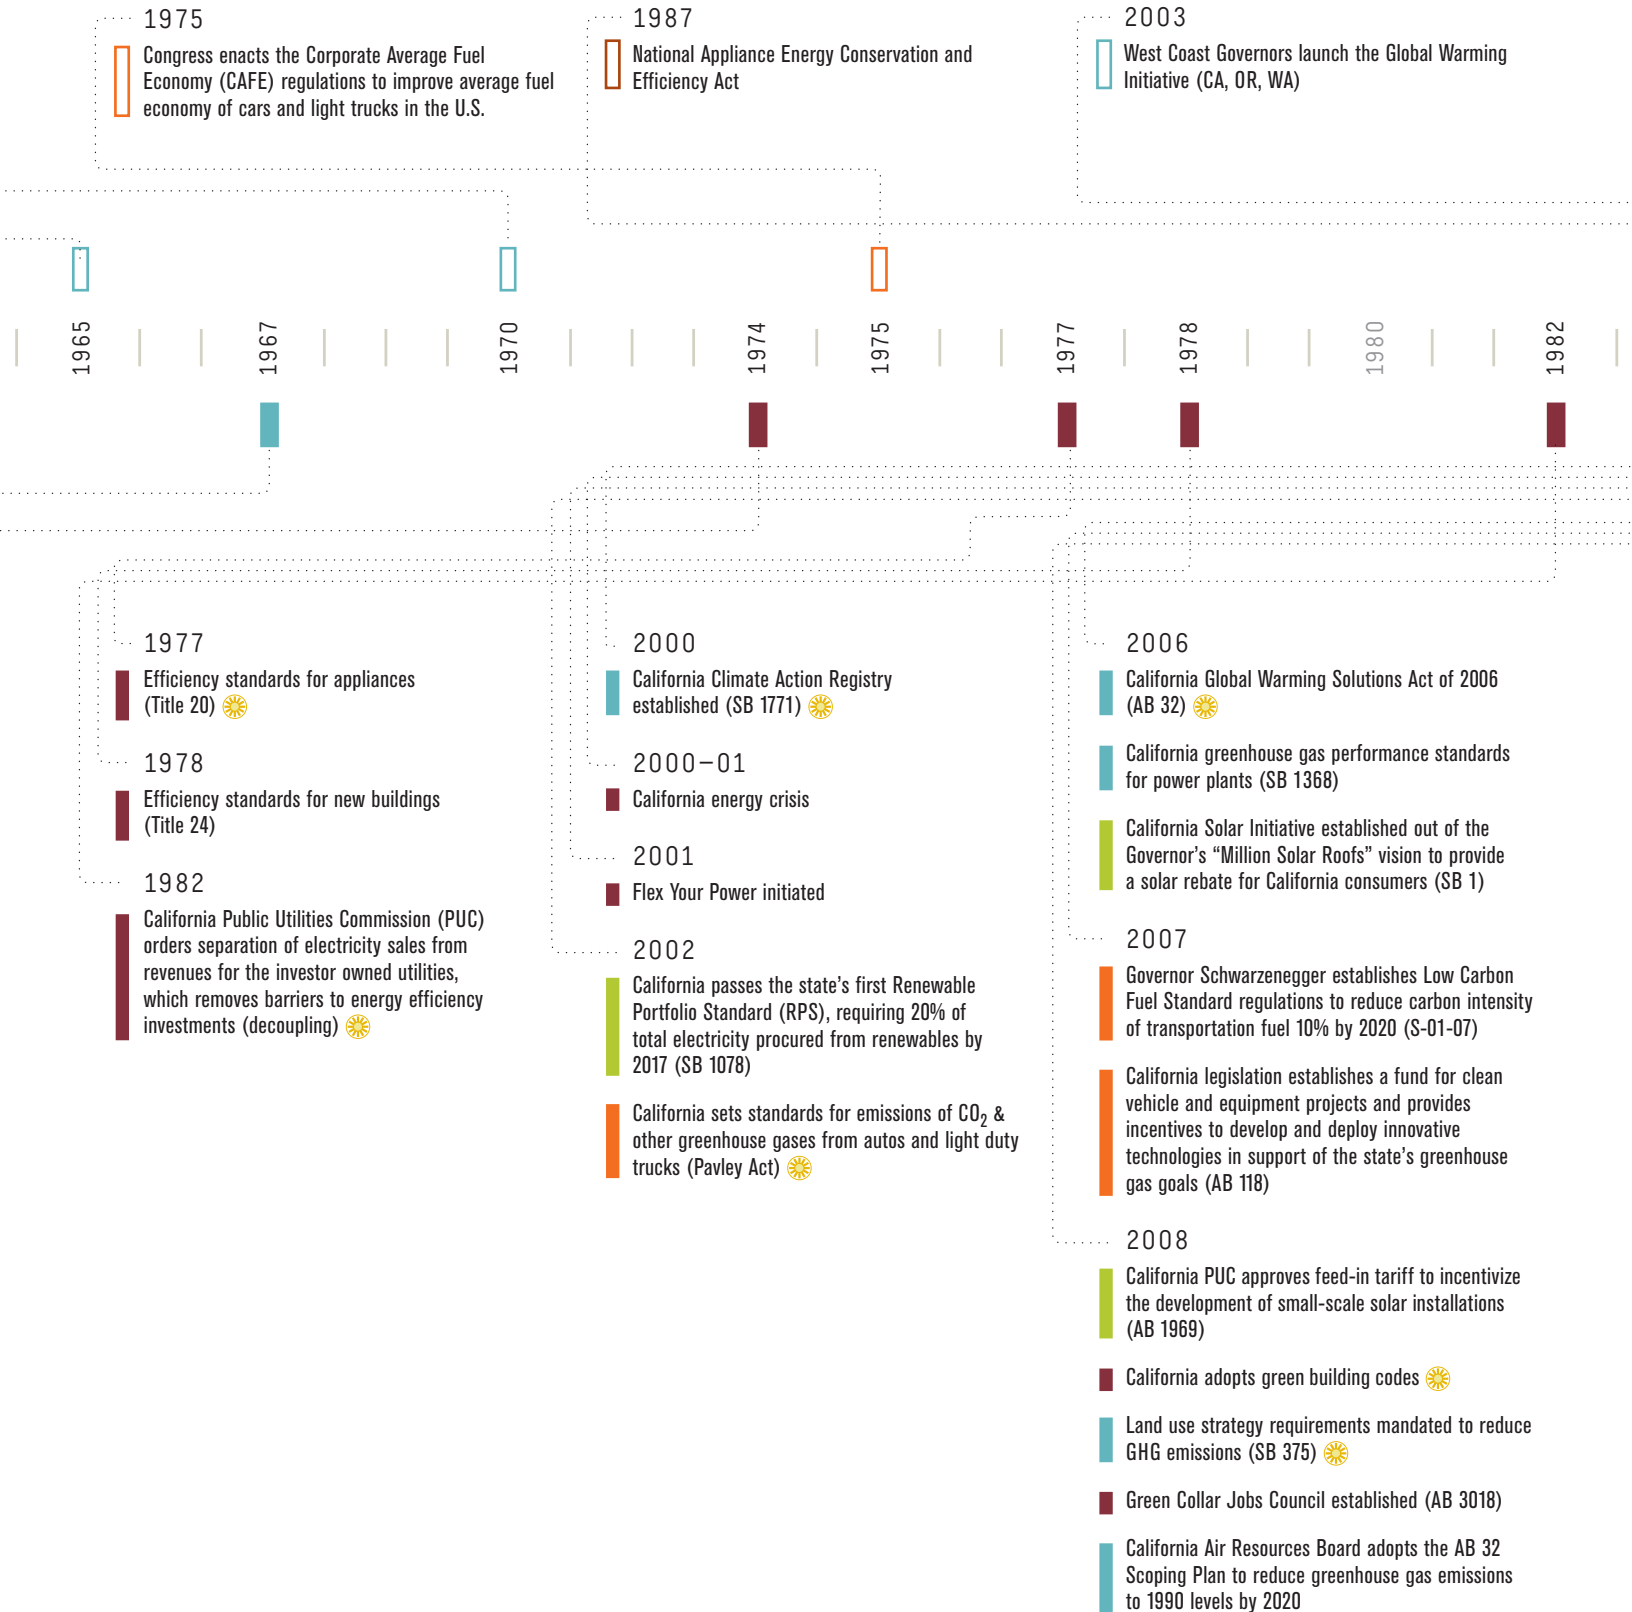 1975
Congress enacts the Corporate Average Fuel
Economy (CAFE) regulations to improve average fuel
economy of cars and light trucks in the U.S.
1987
National Appliance Energy Conservation and
Efficiency Act
2003
West Coast Governors launch the Global Warming
Initiative (CA, OR, WA)
1965
1967
1970
1974
1975
1977
1978
1980
1982
1977
Efficiency standards for appliances
(Title 20)
1978
Efficiency standards for new buildings
(Title 24)
1982
California Public Utilities Commission (PUC)
orders separation of electricity sales from
revenues for the investor owned utilities,
which removes barriers to energy efficiency
investments (decoupling)
2000
California Climate Action Registry
established (SB 1771)
2000–01
California energy crisis
2001
Flex Your Power initiated
2002
California passes the state’s first Renewable
Portfolio Standard (RPS), requiring 20% of
total electricity procured from renewables by
2017 (SB 1078)
California sets standards for emissions of CO₂ &
other greenhouse gases from autos and light duty
trucks (Pavley Act)
2006
California Global Warming Solutions Act of 2006
(AB 32)
California greenhouse gas performance standards
for power plants (SB 1368)
California Solar Initiative established out of the
Governor’s “Million Solar Roofs” vision to provide
a solar rebate for California consumers (SB 1)
2007
Governor Schwarzenegger establishes Low Carbon
Fuel Standard regulations to reduce carbon intensity
of transportation fuel 10% by 2020 (S-01-07)
California legislation establishes a fund for clean
vehicle and equipment projects and provides
incentives to develop and deploy innovative
technologies in support of the state’s greenhouse
gas goals (AB 118)
2008
California PUC approves feed-in tariff to incentivize
the development of small-scale solar installations
(AB 1969)
California adopts green building codes
Land use strategy requirements mandated to reduce
GHG emissions (SB 375)
Green Collar Jobs Council established (AB 3018)
California Air Resources Board adopts the AB 32
Scoping Plan to reduce greenhouse gas emissions
to 1990 levels by 2020